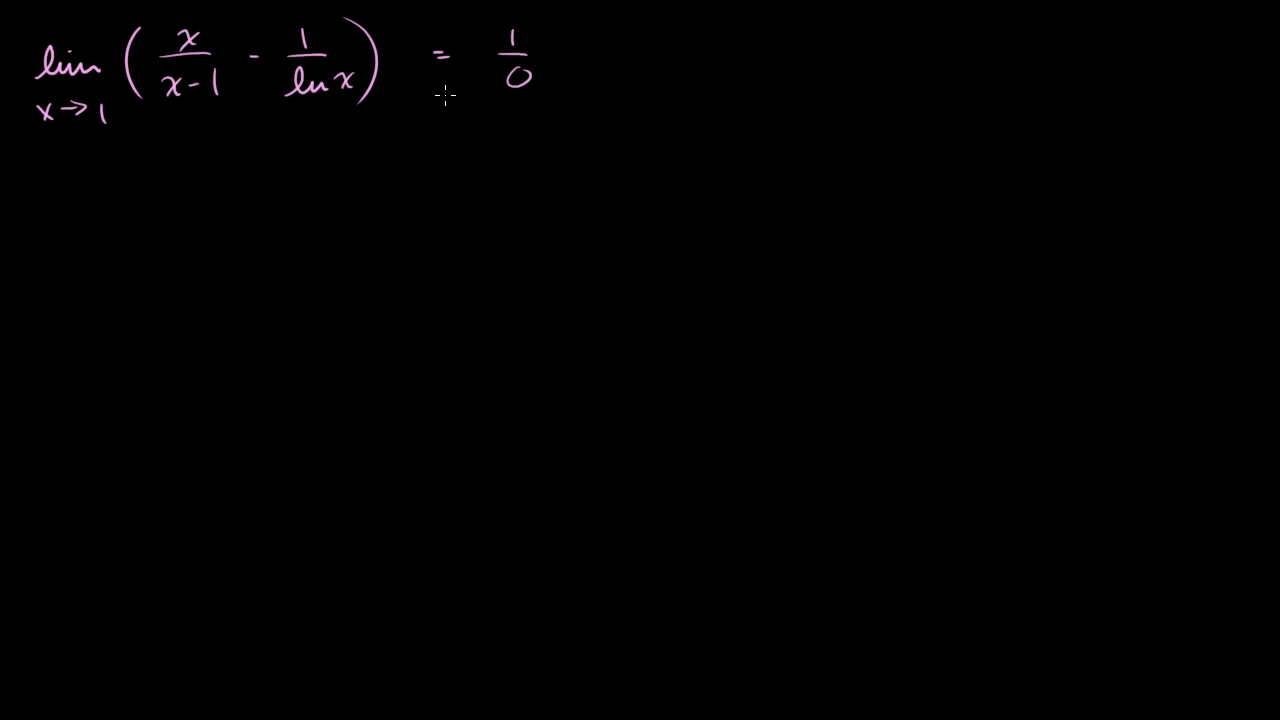 lim x→1 ( x/(x-1) - 1/ln x ) = 1/0